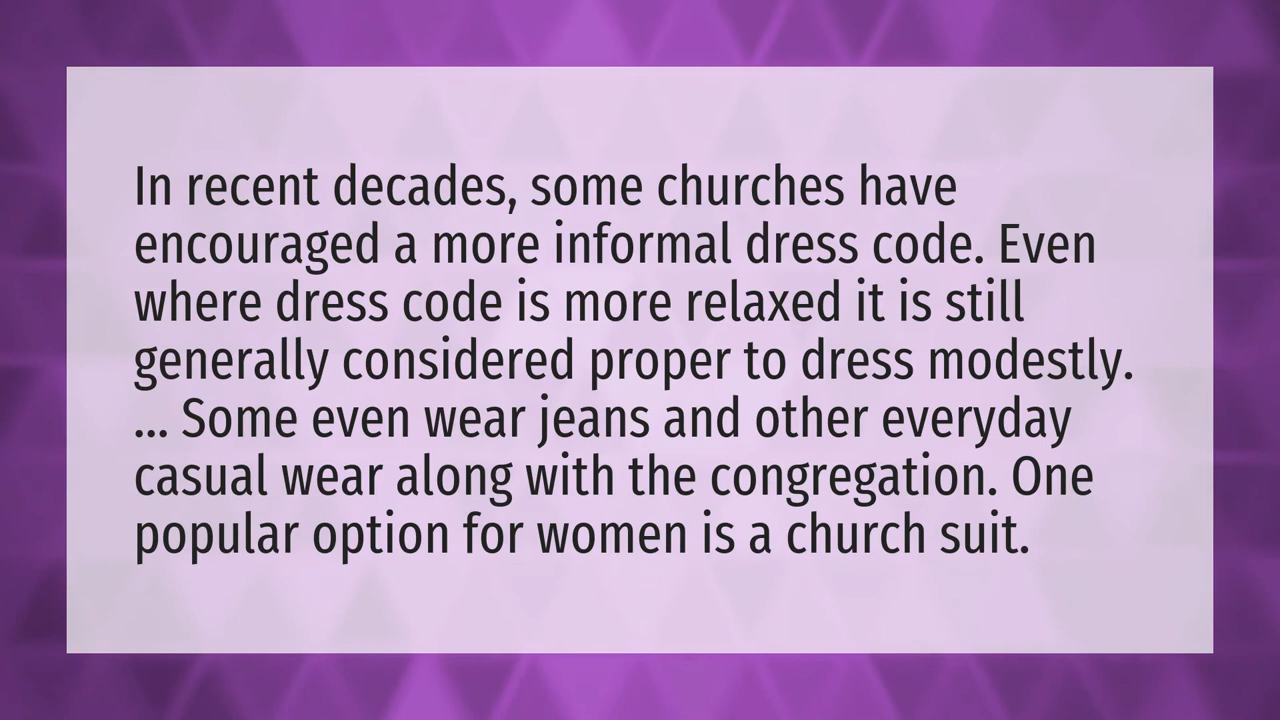 In recent decades, some churches have
encouraged a more informal dress code. Even
where dress code is more relaxed it is still
generally considered proper to dress modestly.
... Some even wear jeans and other everyday
casual wear along with the congregation. One
popular option for women is a church suit.